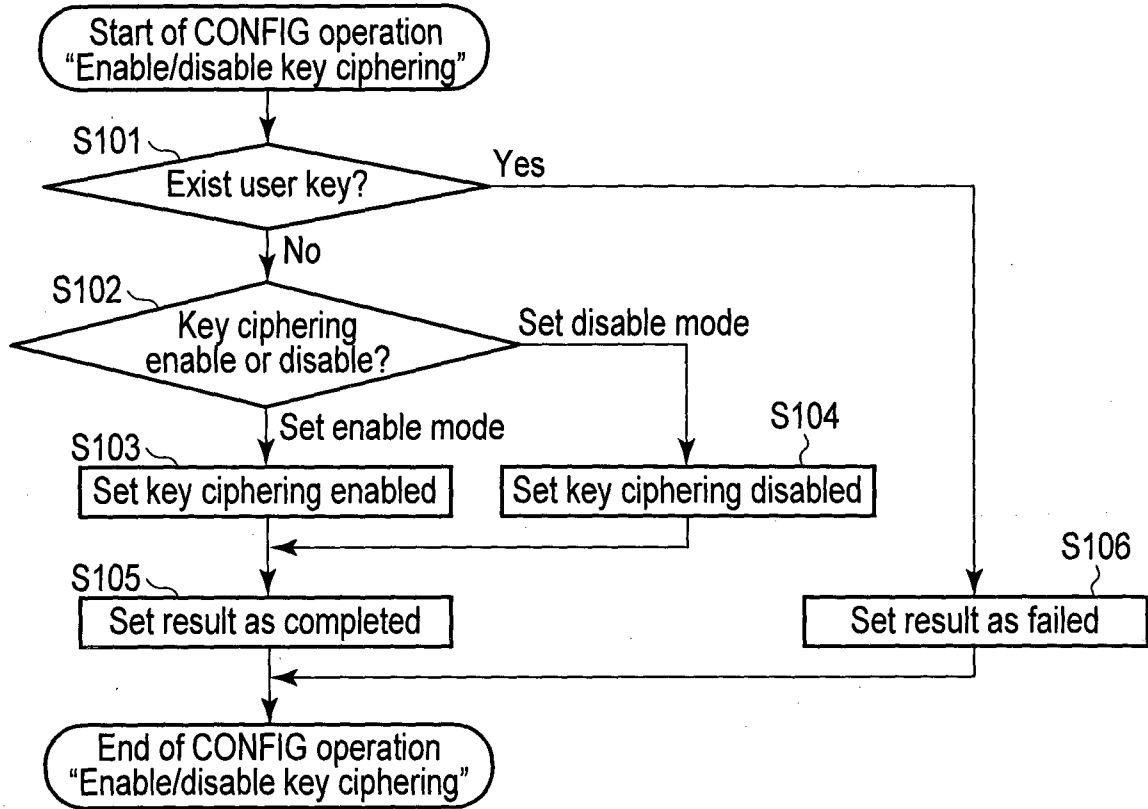 Start of CONFIG operation
“Enable/disable key ciphering”
S101
Exist user key?
Yes
No
S102
Key ciphering
enable or disable?
Set disable mode
Set enable mode
S103
Set key ciphering enabled
S104
Set key ciphering disabled
S105
Set result as completed
S106
Set result as failed
End of CONFIG operation
“Enable/disable key ciphering”